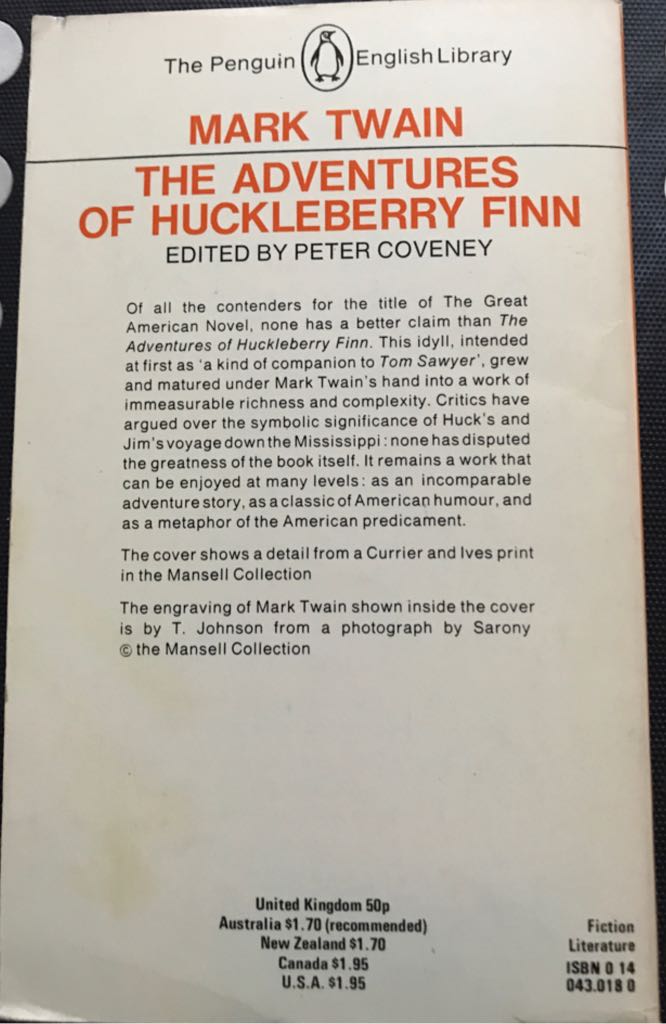 The Penguin English Library
MARK TWAIN
THE ADVENTURES
OF HUCKLEBERRY FINN
EDITED BY PETER COVENEY
Of all the contenders for the title of The Great
American Novel, none has a better claim than The
Adventures of Huckleberry Finn. This idyll, intended
at first as ‘a kind of companion to Tom Sawyer’, grew
and matured under Mark Twain’s hand into a work of
immeasurable richness and complexity. Critics have
argued over the symbolic significance of Huck’s and
Jim’s voyage down the Mississippi: none has disputed
the greatness of the book itself. It remains a work that
can be enjoyed at many levels: as an incomparable
adventure story, as a classic of American humour, and
as a metaphor of the American predicament.
The cover shows a detail from a Currier and Ives print
in the Mansell Collection
The engraving of Mark Twain shown inside the cover
is by T. Johnson from a photograph by Sarony
© the Mansell Collection
United Kingdom 50p
Australia $1.70 (recommended)
New Zealand $1.70
Canada $1.95
U.S.A. $1.95
Fiction
Literature
ISBN 0 14
043.018 0